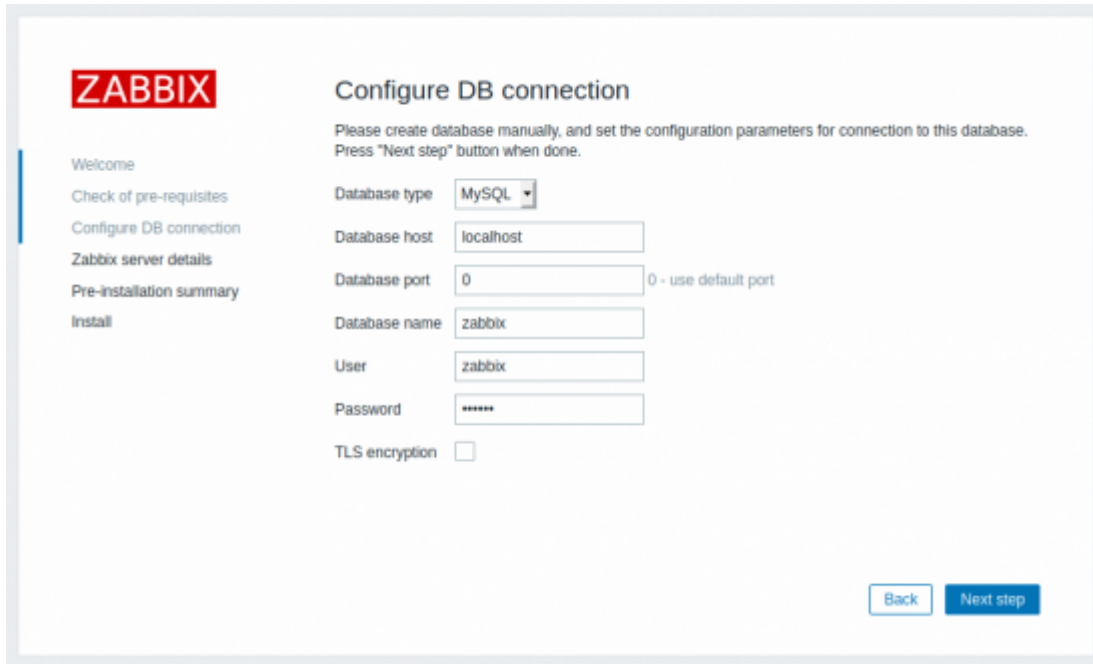 ZABBIX
Welcome
Check of pre-requisites
Configure DB connection
Zabbix server details
Pre-installation summary
Install
Configure DB connection
Please create database manually, and set the configuration parameters for connection to this database.
Press "Next step" button when done.
Database type MySQL
Database host localhost
Database port 0 0 - use default port
Database name zabbix
User zabbix
Password ••••••
TLS encryption
Back Next step